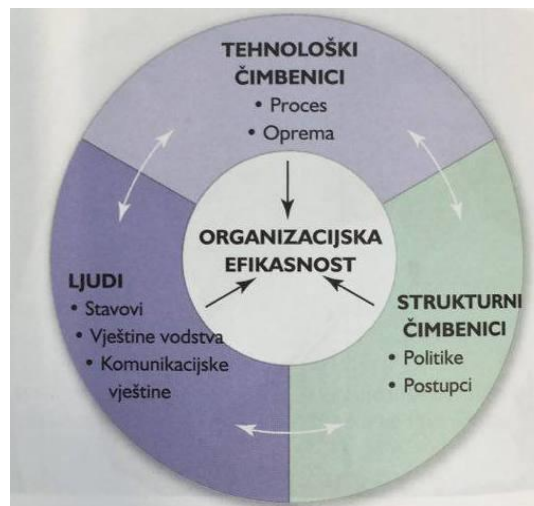 TEHNOLOŠKI
ČIMBENICI
• Proces
• Oprema
ORGANIZACIJSKA
EFIKASNOST
LJUDI
• Stavovi
• Vještine vodstva
• Komunikacijske
vještine
STRUKTURNI
ČIMBENICI
• Politike
• Postupci